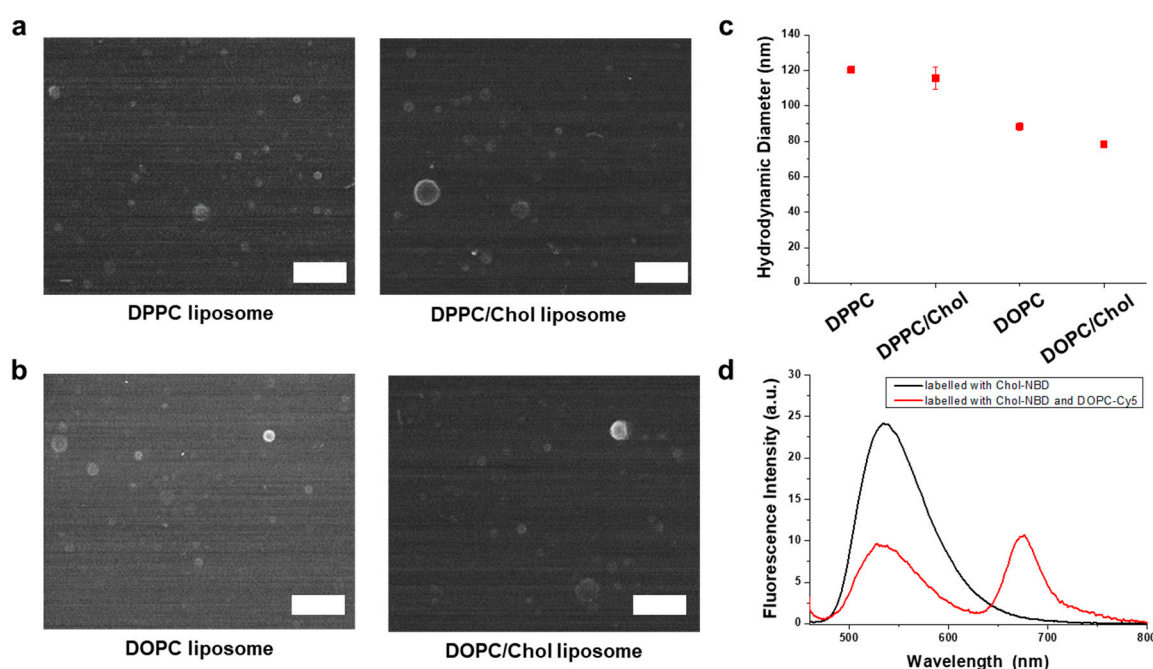 a
DPPC liposome
DPPC/Chol liposome
b
DOPC liposome
DOPC/Chol liposome
c
Hydrodynamic Diameter (nm)
140
120
100
80
60
40
20
0
DPPC
DPPC/Chol
DOPC
DOPC/Chol
d
Fluorescence Intensity (a.u.)
30
25
20
15
10
5
0
labelled with Chol-NBD
labelled with Chol-NBD and DOPC-Cy5
500
600
700
800
Wavelength (nm)